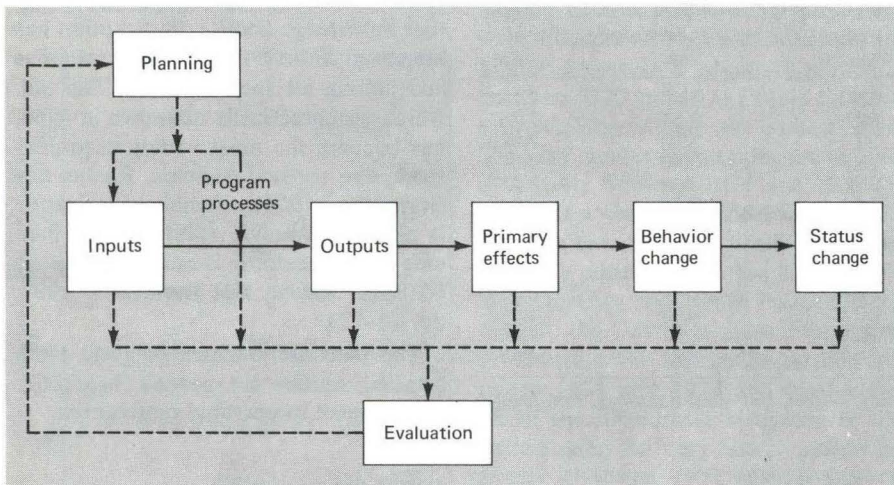 Planning
Program
processes
Inputs
Outputs
Primary
effects
Behavior
change
Status
change
Evaluation